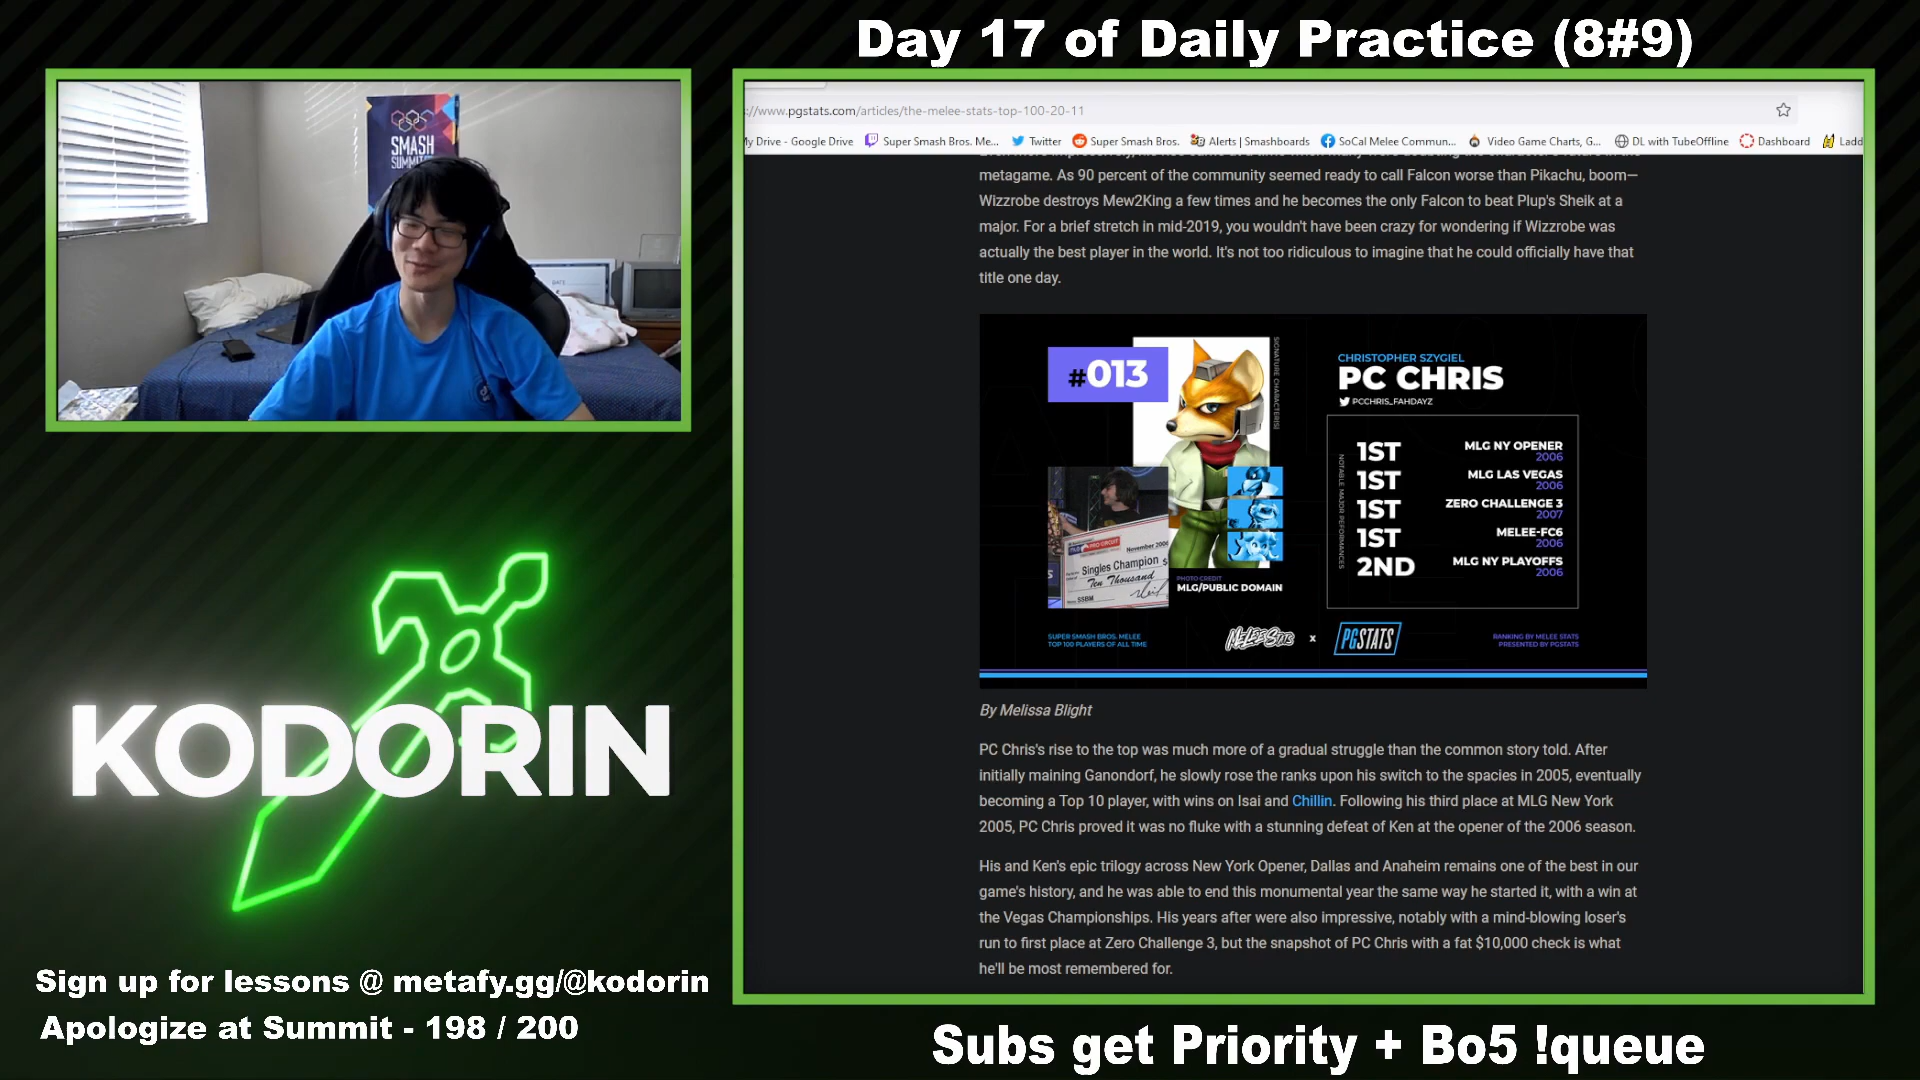 Day 17 of Daily Practice (8#9)
SMASH
SUMMIT
://www.pgstats.com/articles/the-melee-stats-top-100-20-11
My Drive - Google Drive
Super Smash Bros. Me...
Twitter
Super Smash Bros.
Alerts | Smashboards
SoCal Melee Commun...
Video Game Charts, G...
DL with TubeOffline
Dashboard
Ladd
metagame. As 90 percent of the community seemed ready to call Falcon worse than Pikachu, boom—
Wizzrobe destroys Mew2King a few times and he becomes the only Falcon to beat Plup's Sheik at a
major. For a brief stretch in mid-2019, you wouldn't have been crazy for wondering if Wizzrobe was
actually the best player in the world. It's not too ridiculous to imagine that he could officially have that
title one day.
#013
SIGNATURE CHARACTER(S)
CHRISTOPHER SZYGIEL
PC CHRIS
PCCHRIS_FAHDAYZ
NOTABLE MAJOR PERFORMANCES
1ST MLG NY OPENER
2006
1ST MLG LAS VEGAS
2006
1ST ZERO CHALLENGE 3
2007
1ST MELEE-FC6
2006
2ND MLG NY PLAYOFFS
2006
November 2006
Singles Champion $
Ten Thousand
SSBM
PHOTO CREDIT
MLG/PUBLIC DOMAIN
SUPER SMASH BROS. MELEE
TOP 100 PLAYERS OF ALL TIME
MELEE STATS x PGSTATS
RANKING BY MELEE STATS
PRESENTED BY PGSTATS
By Melissa Blight
PC Chris's rise to the top was much more of a gradual struggle than the common story told. After
initially maining Ganondorf, he slowly rose the ranks upon his switch to the spacies in 2005, eventually
becoming a Top 10 player, with wins on Isai and Chillin. Following his third place at MLG New York
2005, PC Chris proved it was no fluke with a stunning defeat of Ken at the opener of the 2006 season.
His and Ken's epic trilogy across New York Opener, Dallas and Anaheim remains one of the best in our
game's history, and he was able to end this monumental year the same way he started it, with a win at
the Vegas Championships. His years after were also impressive, notably with a mind-blowing loser's
run to first place at Zero Challenge 3, but the snapshot of PC Chris with a fat $10,000 check is what
he'll be most remembered for.
KODORIN
Sign up for lessons @ metafy.gg/@kodorin
Apologize at Summit - 198 / 200
Subs get Priority + Bo5 !queue